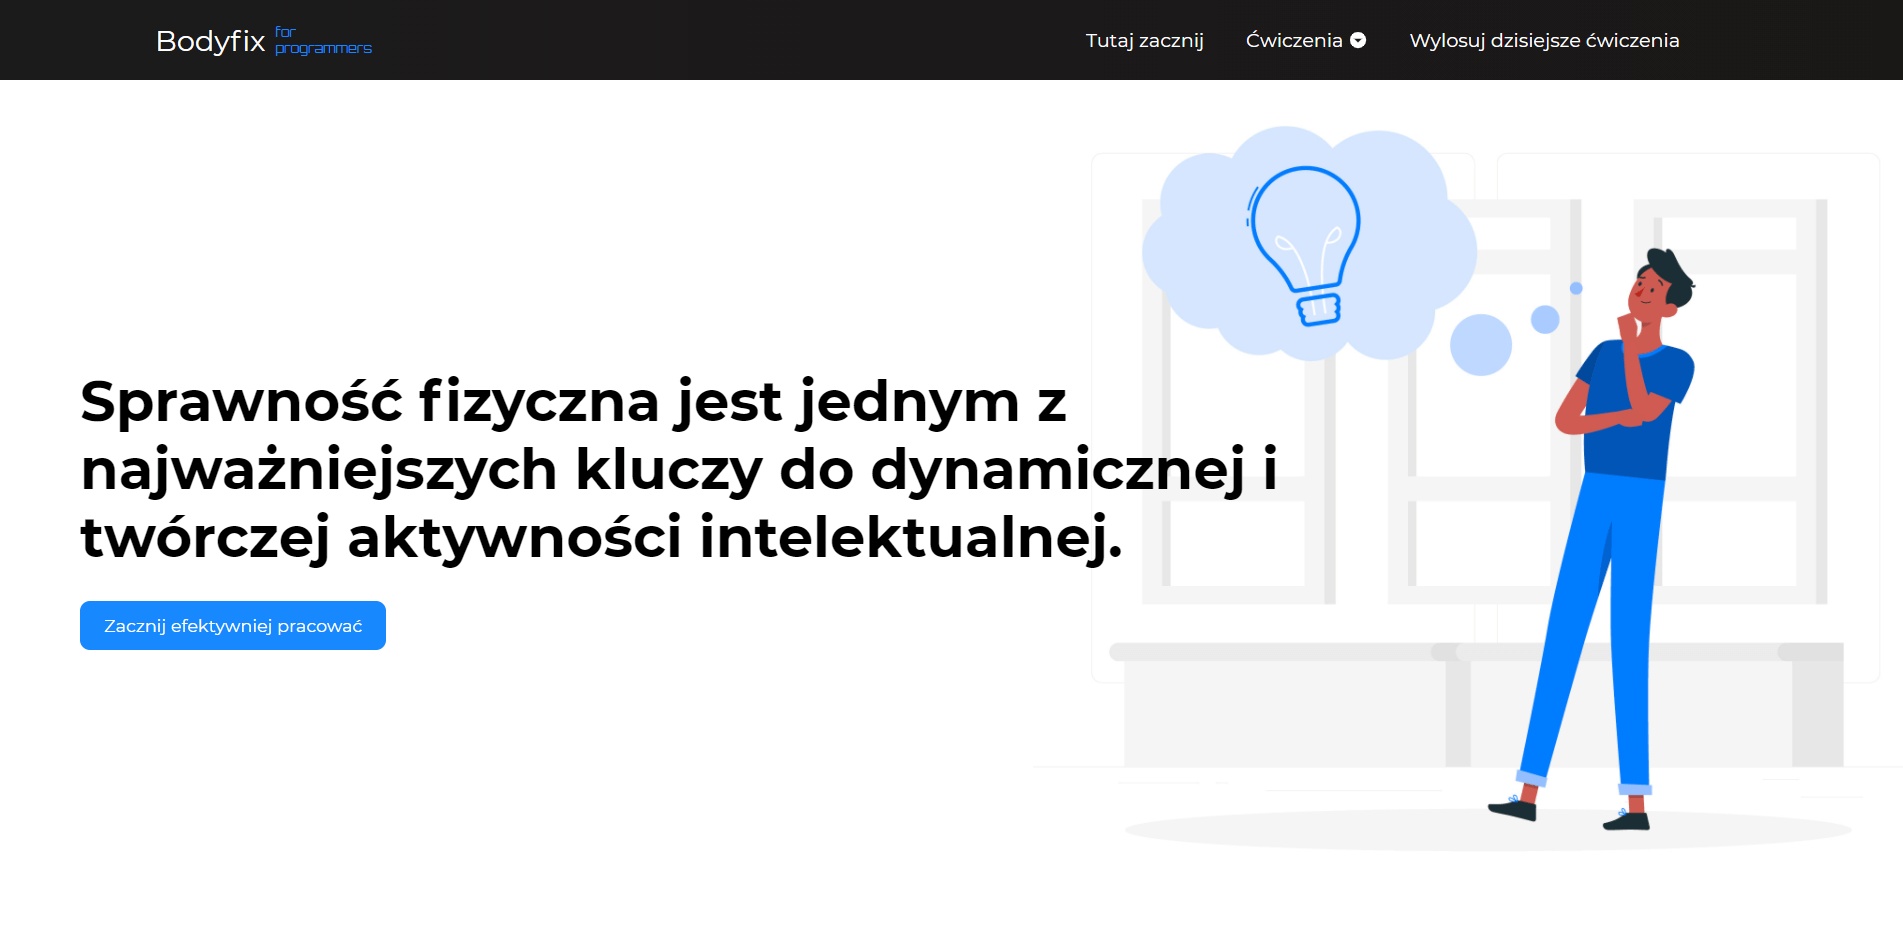 Bodyfix for
programmers
Tutaj zacznij
Ćwiczenia
Wylosuj dzisiejsze ćwiczenia
Sprawność fizyczna jest jednym z
najważniejszych kluczy do dynamicznej i
twórczej aktywności intelektualnej.
Zacznij efektywniej pracować